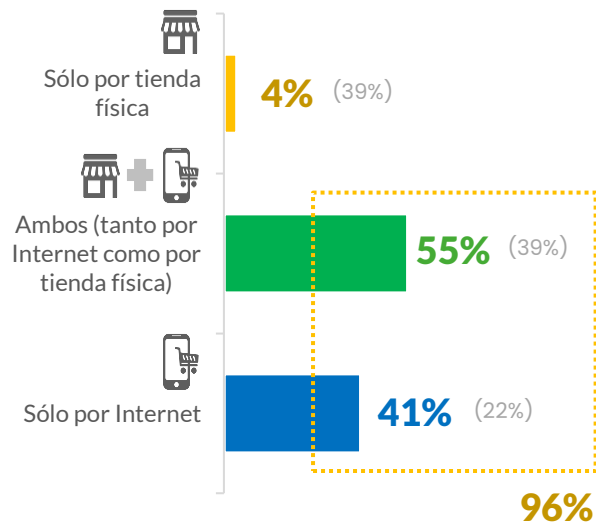 Sólo por tienda
física
4% (39%)
Ambos (tanto por
Internet como por
tienda física)
55% (39%)
Sólo por Internet
41% (22%)
96%